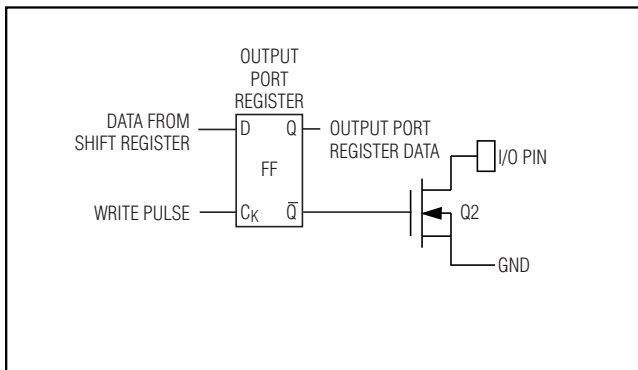 OUTPUT
PORT
REGISTER
DATA FROM
SHIFT REGISTER
D
Q
OUTPUT PORT
REGISTER DATA
I/O PIN
FF
WRITE PULSE
CK
Q̅
Q2
GND